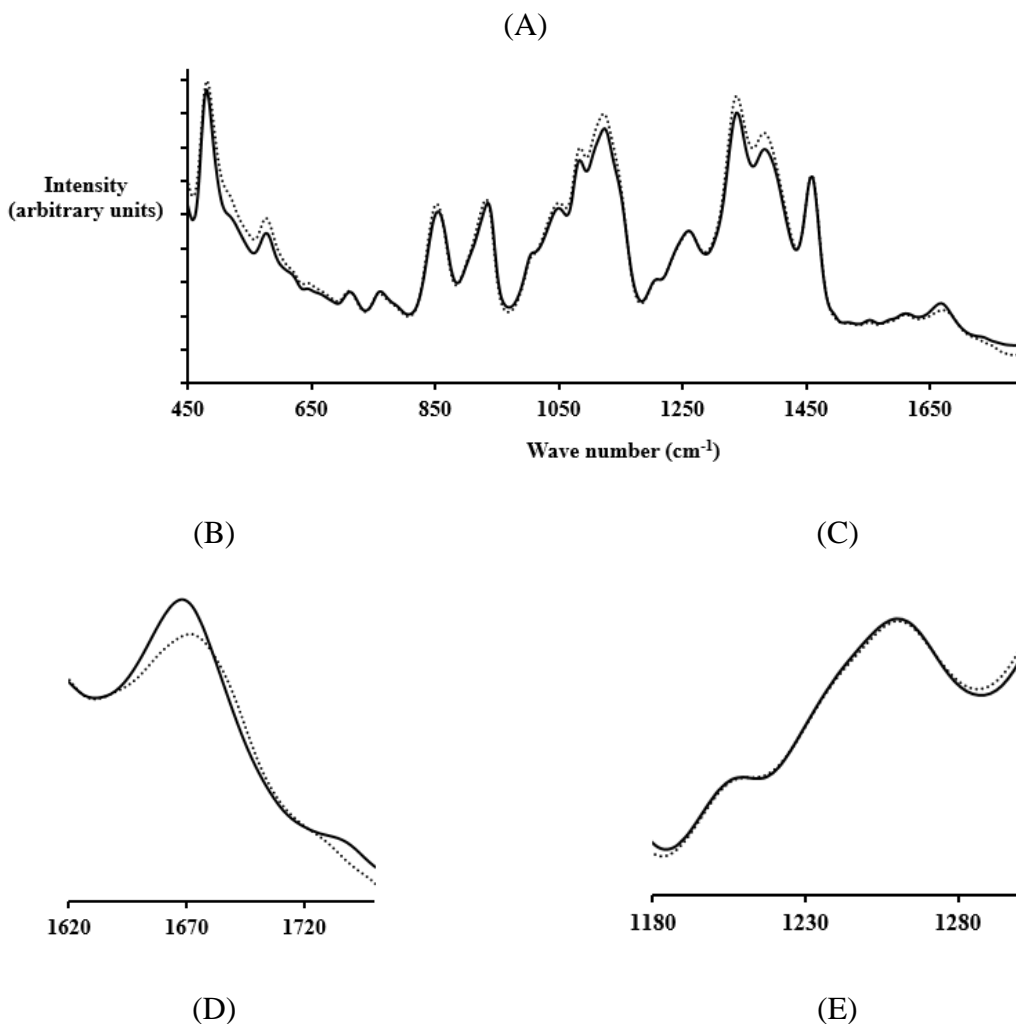 (A)
Intensity
(arbitrary units)
450 650 850 1050 1250 1450 1650
Wave number (cm⁻¹)
(B) (C)
1620 1670 1720
1180 1230 1280
(D) (E)